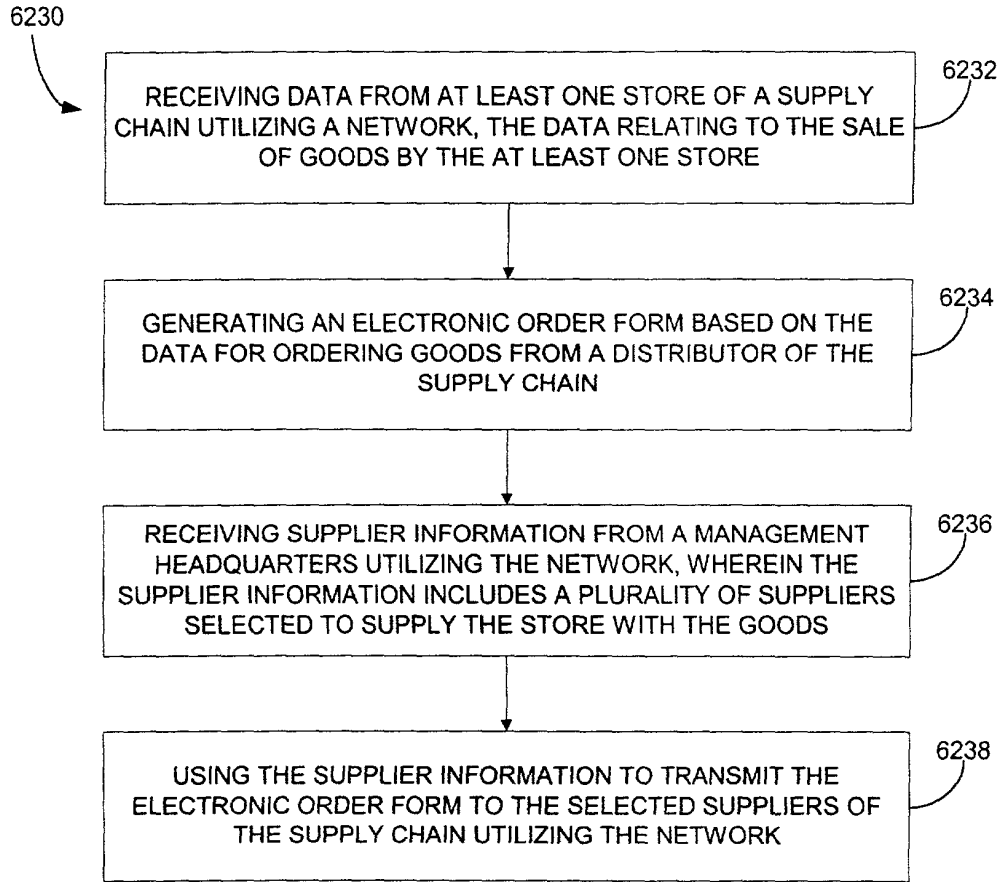 6230
6232
RECEIVING DATA FROM AT LEAST ONE STORE OF A SUPPLY
CHAIN UTILIZING A NETWORK, THE DATA RELATING TO THE SALE
OF GOODS BY THE AT LEAST ONE STORE
6234
GENERATING AN ELECTRONIC ORDER FORM BASED ON THE
DATA FOR ORDERING GOODS FROM A DISTRIBUTOR OF THE
SUPPLY CHAIN
6236
RECEIVING SUPPLIER INFORMATION FROM A MANAGEMENT
HEADQUARTERS UTILIZING THE NETWORK, WHEREIN THE
SUPPLIER INFORMATION INCLUDES A PLURALITY OF SUPPLIERS
SELECTED TO SUPPLY THE STORE WITH THE GOODS
6238
USING THE SUPPLIER INFORMATION TO TRANSMIT THE
ELECTRONIC ORDER FORM TO THE SELECTED SUPPLIERS OF
THE SUPPLY CHAIN UTILIZING THE NETWORK